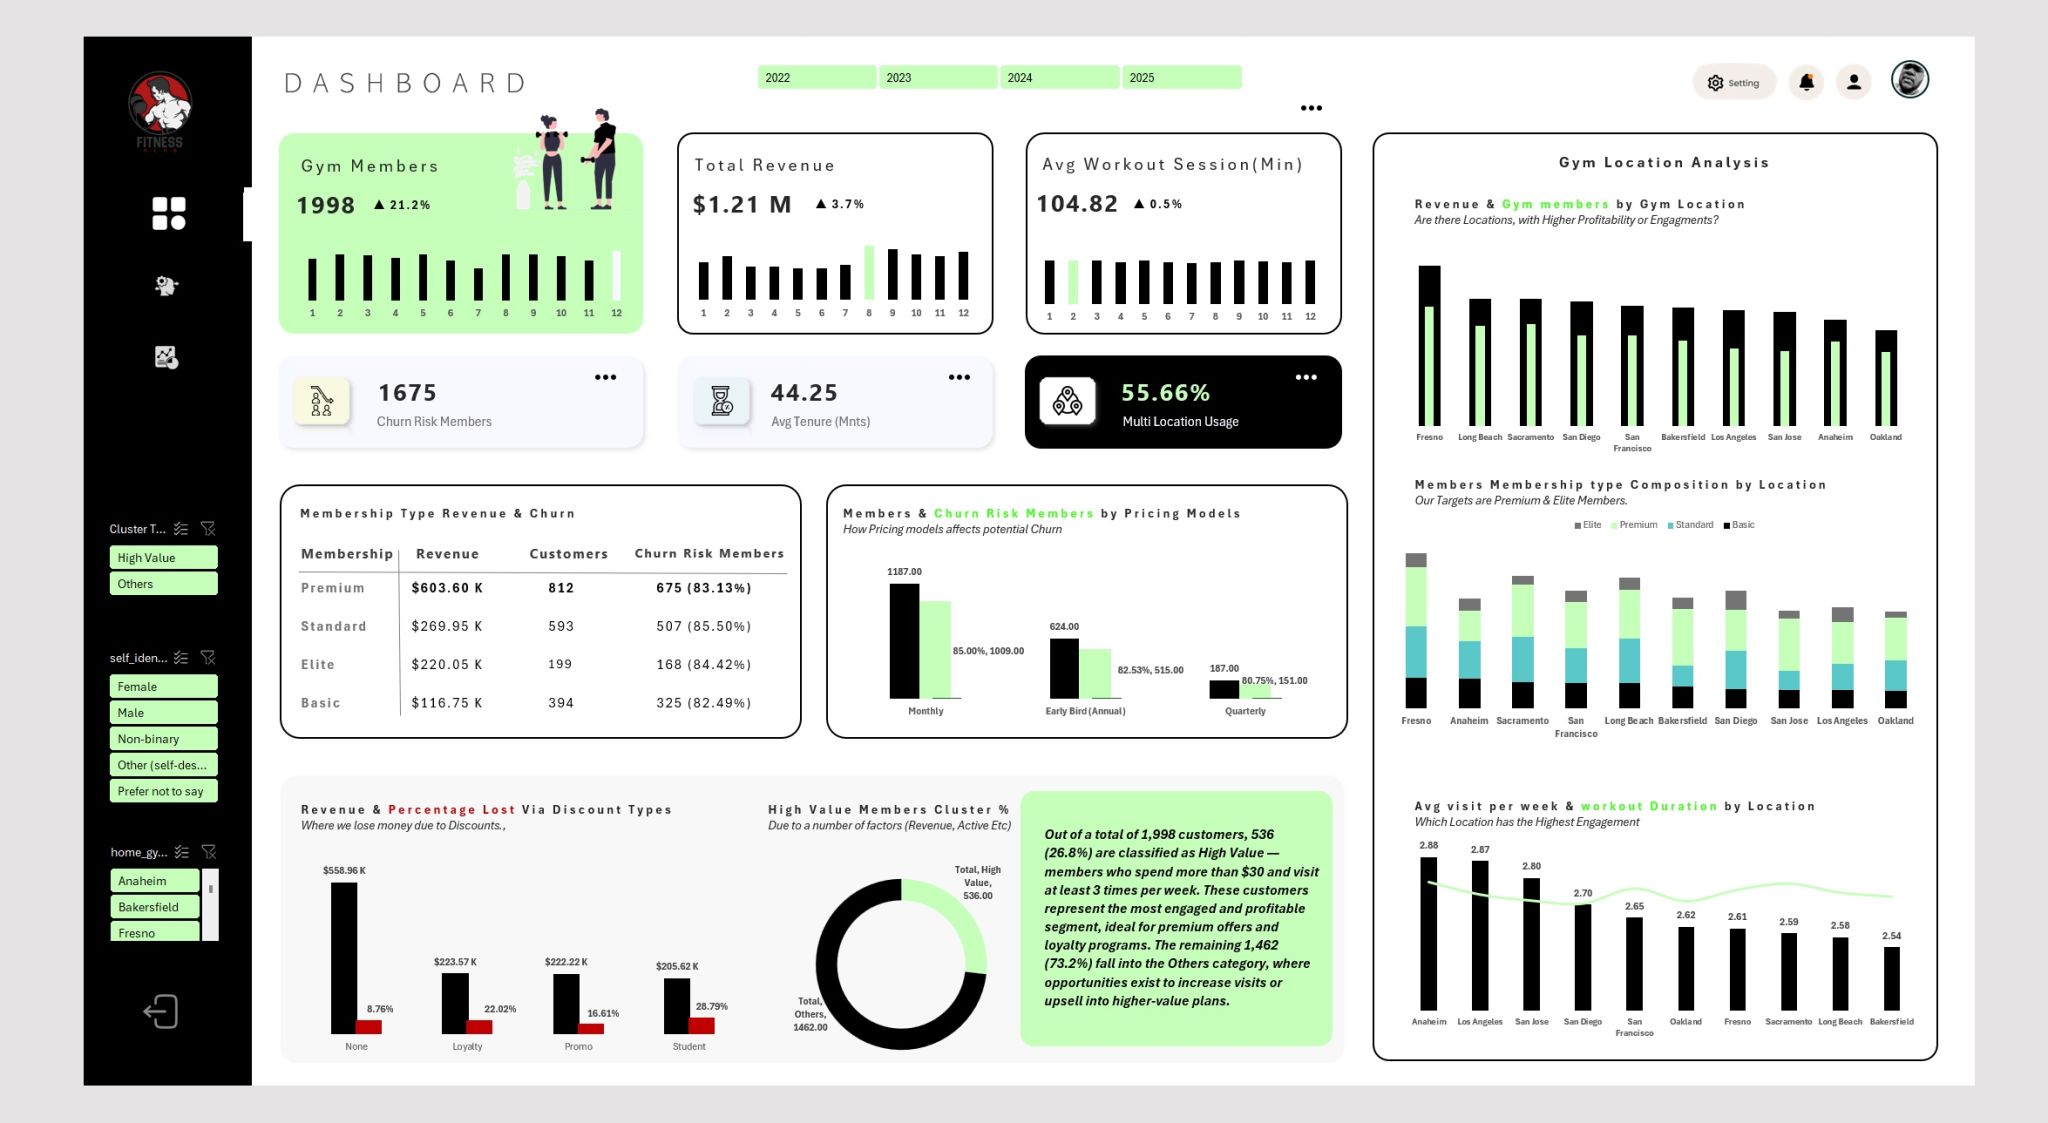 FITNESS
CLUB
DASHBOARD
2022
2023
2024
2025
Setting
Cluster T...
High Value
Others
self_iden...
Female
Male
Non-binary
Other (self-des...
Prefer not to say
home_gy...
Anaheim
Bakersfield
Fresno
Gym Members
1998 ▲ 21.2%
1 2 3 4 5 6 7 8 9 10 11 12
Total Revenue
$1.21 M ▲ 3.7%
1 2 3 4 5 6 7 8 9 10 11 12
Avg Workout Session(Min)
104.82 ▲ 0.5%
1 2 3 4 5 6 7 8 9 10 11 12
1675
Churn Risk Members
44.25
Avg Tenure (Mnts)
55.66%
Multi Location Usage
Membership Type Revenue & Churn
Membership Revenue Customers Churn Risk Members
Premium $603.60 K 812 675 (83.13%)
Standard $269.95 K 593 507 (85.50%)
Elite $220.05 K 199 168 (84.42%)
Basic $116.75 K 394 325 (82.49%)
Members & Churn Risk Members by Pricing Models
How Pricing models affects potential Churn
1187.00
85.00%, 1009.00
624.00
82.53%, 515.00
187.00
80.75%, 151.00
Monthly Early Bird (Annual) Quarterly
Revenue & Percentage Lost Via Discount Types
Where we lose money due to Discounts.,
$558.96 K
8.76%
$223.57 K
22.02%
$222.22 K
16.61%
$205.62 K
28.79%
None Loyalty Promo Student
High Value Members Cluster %
Due to a number of factors (Revenue, Active Etc)
Total, High
Value,
536.00
Total,
Others,
1462.00
Out of a total of 1,998 customers, 536
(26.8%) are classified as High Value —
members who spend more than $30 and visit
at least 3 times per week. These customers
represent the most engaged and profitable
segment, ideal for premium offers and
loyalty programs. The remaining 1,462
(73.2%) fall into the Others category, where
opportunities exist to increase visits or
upsell into higher-value plans.
Gym Location Analysis
Revenue & Gym members by Gym Location
Are there Locations, with Higher Profitability or Engagments?
Fresno Long Beach Sacramento San Diego San Bakersfield Los Angeles San Jose Anaheim Oakland
Francisco
Members Membership type Composition by Location
Our Targets are Premium & Elite Members.
Elite Premium Standard Basic
Fresno Anaheim Sacramento San Long Beach Bakersfield San Diego San Jose Los Angeles Oakland
Francisco
Avg visit per week & workout Duration by Location
Which Location has the Highest Engagement
2.88 2.87 2.80 2.70 2.65 2.62 2.61 2.59 2.58 2.54
Anaheim Los Angeles San Jose San Diego San Oakland Fresno Sacramento Long Beach Bakersfield
Francisco